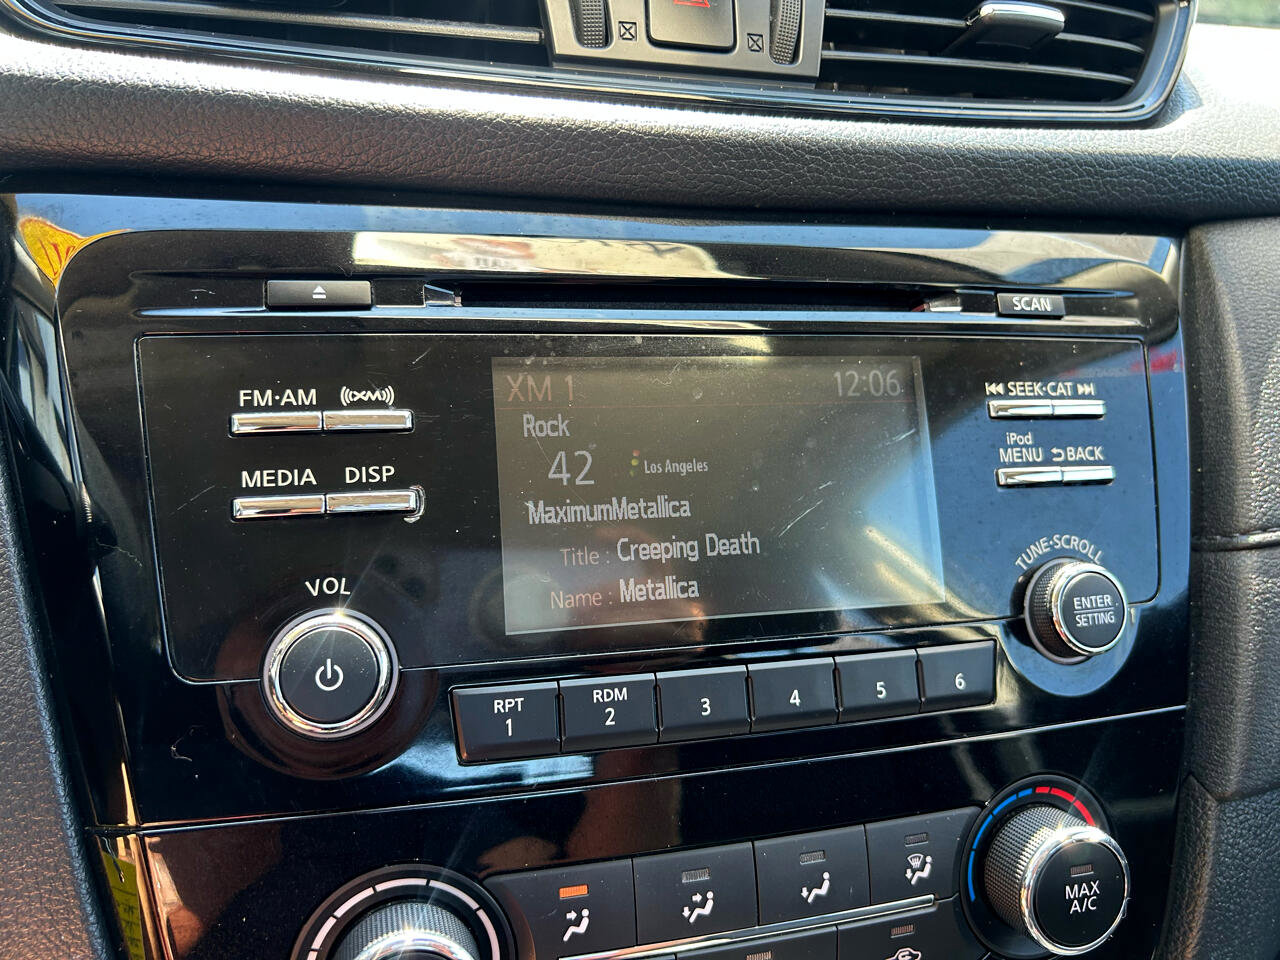 SCAN
FM·AM
XM
MEDIA
DISP
VOL
XM 1 12:06
Rock
42 Los Angeles
MaximumMetallica
Title : Creeping Death
Name : Metallica
SEEK·CAT
iPod
MENU BACK
TUNE·SCROLL
ENTER
SETTING
RPT
1
RDM
2
3
4
5
6
MAX
A/C